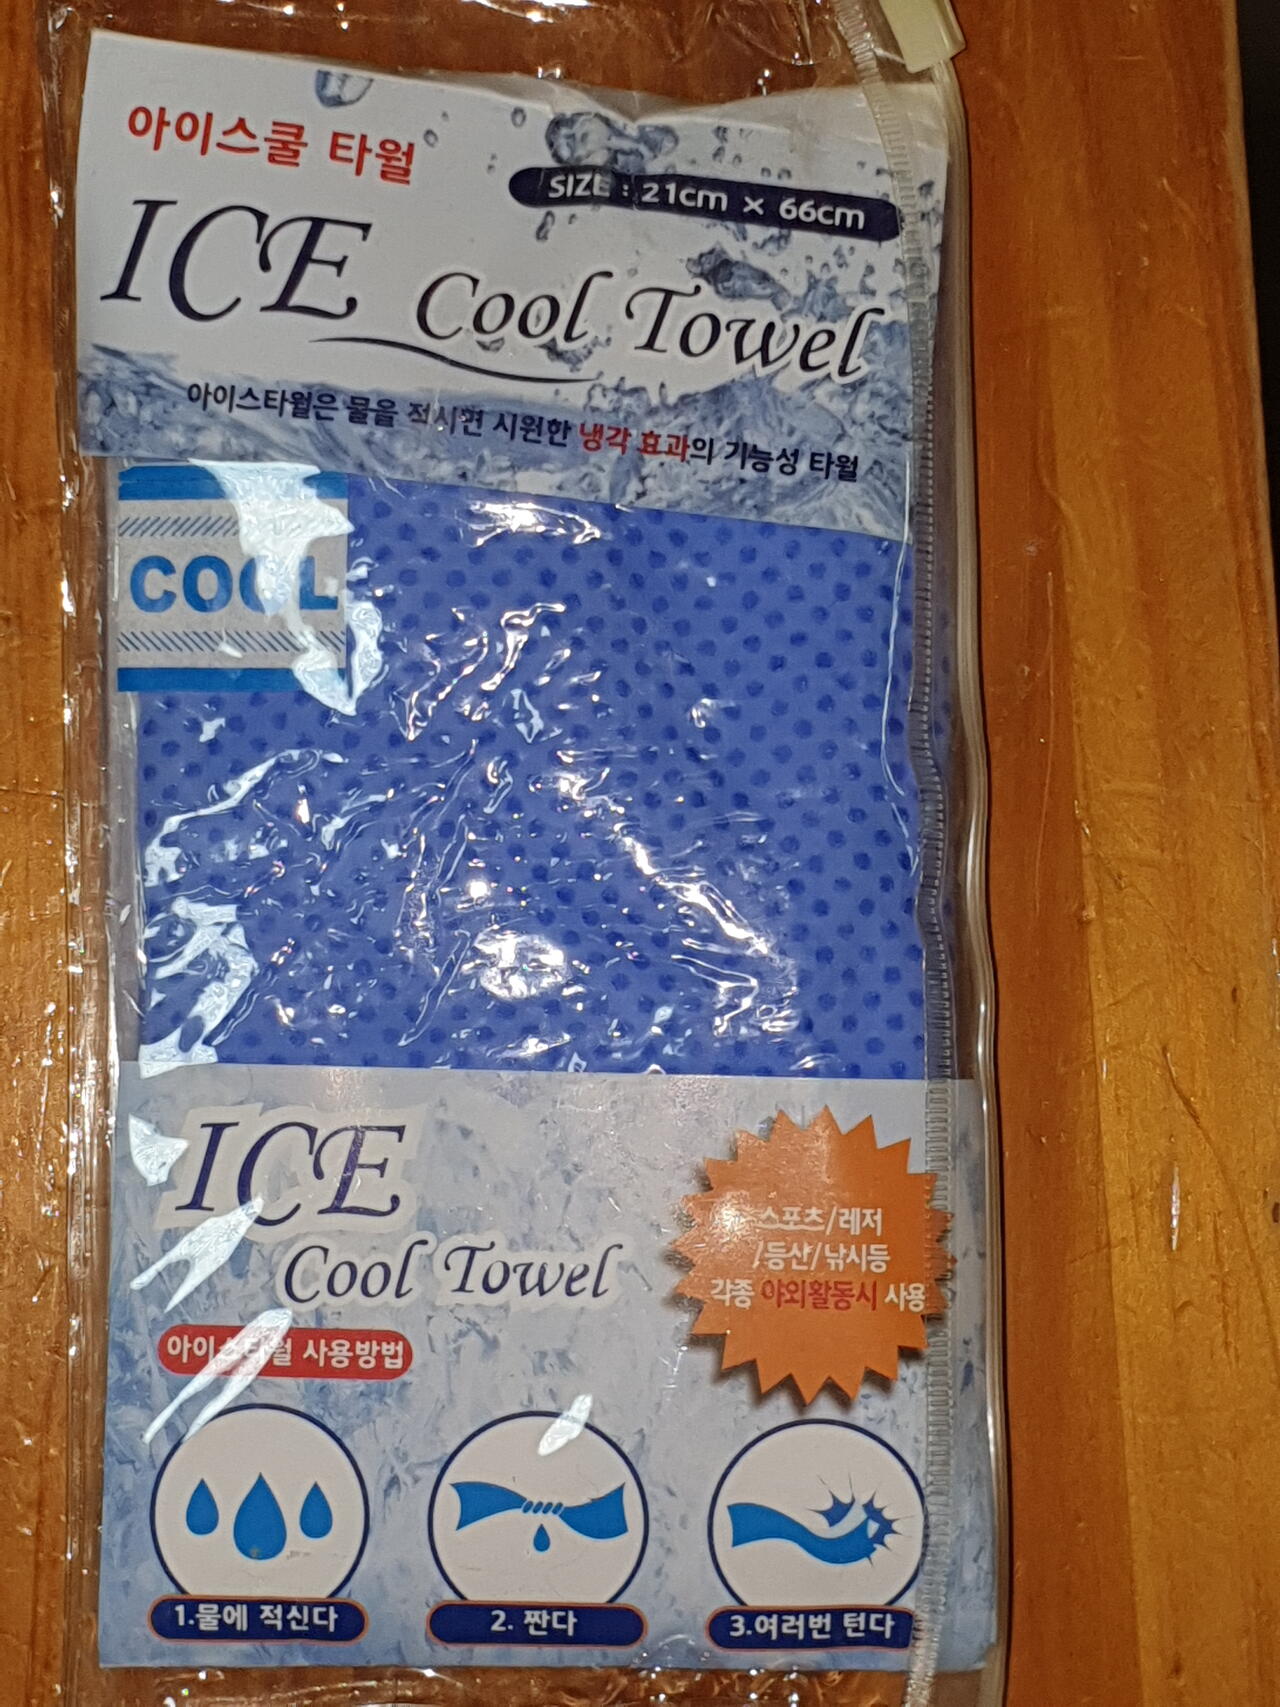 아이스쿨 타월
SIZE : 21cm × 66cm
ICE Cool Towel
아이스타월은 물을 적시면 시원한 냉각 효과의 기능성 타월
COOL
ICE
Cool Towel
스포츠/레저
/등산/낚시등
각종 야외활동시 사용
아이스타월 사용방법
1.물에 적신다
2. 짠다
3.여러번 턴다